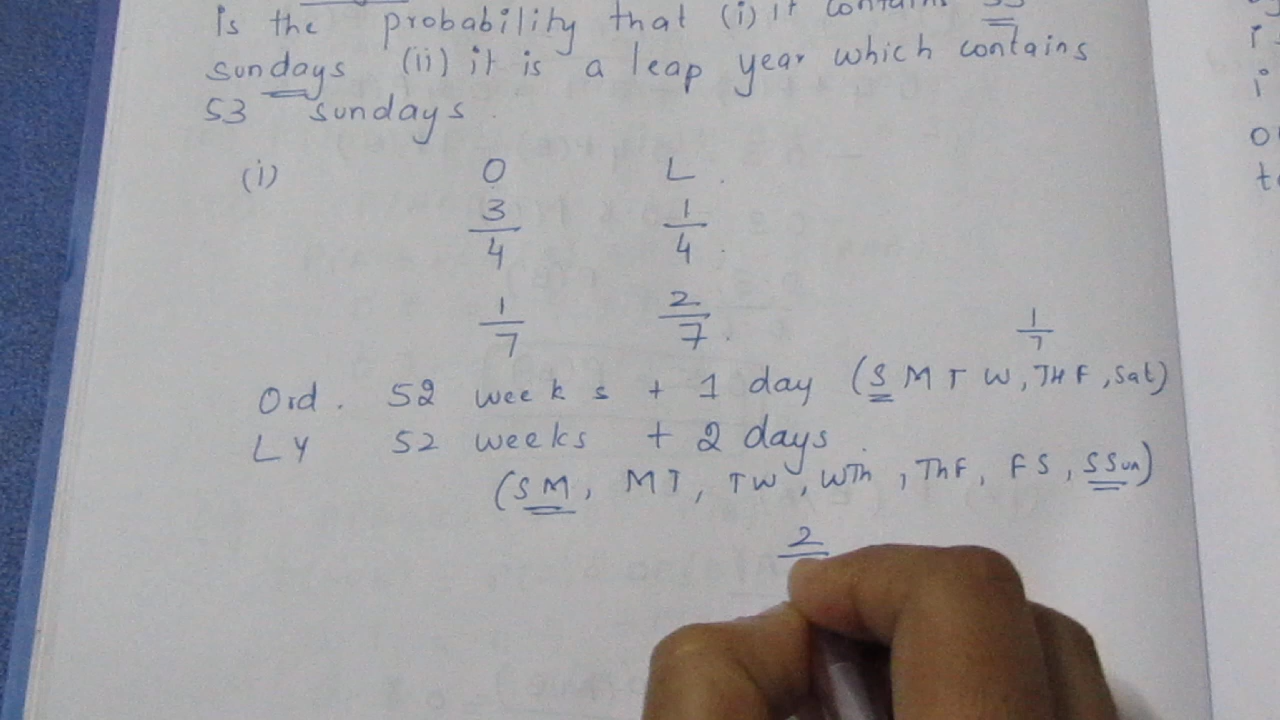 is the probability that (i) it contains 53
sundays (ii) it is a leap year which contains
53 sundays.
(i) O L.
3/4 1/4.
1/7 2/7. 1/7
Ord. 52 weeks + 1 day (S M T W, TH F, Sat)
LY 52 weeks + 2 days.
(SM, MT, TW, WTh, ThF, FS, SSun)
2